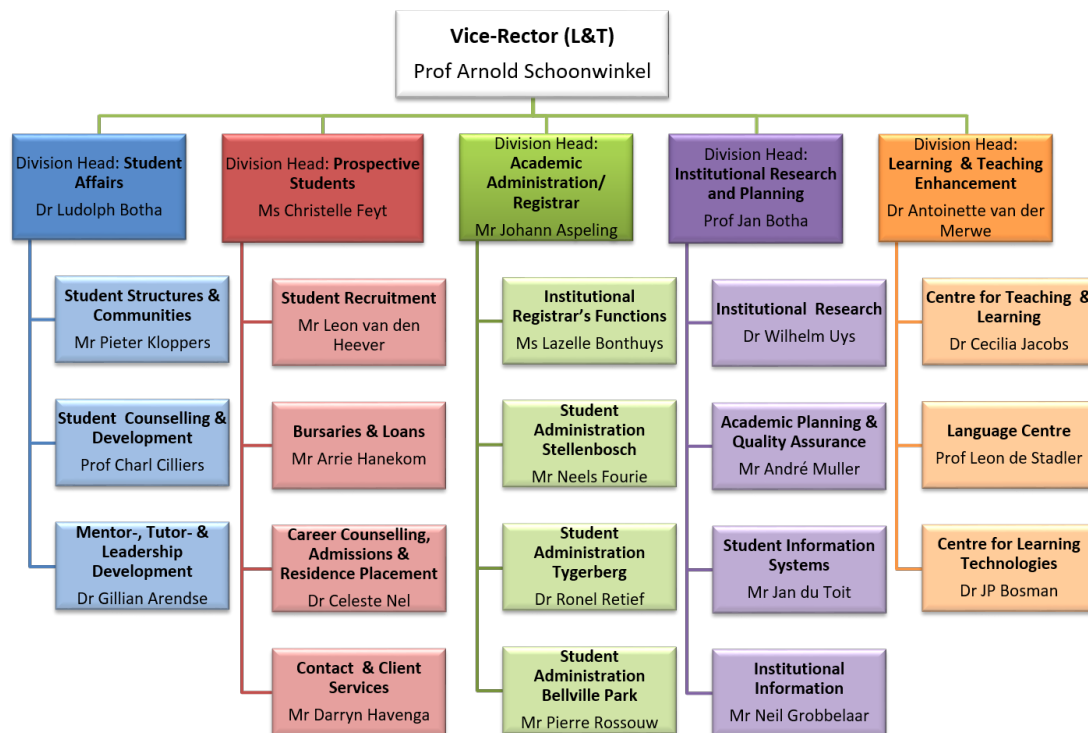 Vice-Rector (L&T)
Prof Arnold Schoonwinkel
Division Head: Student
Affairs
Dr Ludolph Botha
Division Head: Prospective
Students
Ms Christelle Feyt
Division Head:
Academic
Administration/
Registrar
Mr Johann Aspeling
Division Head:
Institutional Research
and Planning
Prof Jan Botha
Division Head:
Learning & Teaching
Enhancement
Dr Antoinette van der
Merwe
Student Structures &
Communities
Mr Pieter Kloppers
Student Counselling &
Development
Prof Charl Cilliers
Mentor-, Tutor- &
Leadership
Development
Dr Gillian Arendse
Student Recruitment
Mr Leon van den
Heever
Bursaries & Loans
Mr Arrie Hanekom
Career Counselling,
Admissions &
Residence Placement
Dr Celeste Nel
Contact & Client
Services
Mr Darryn Havenga
Institutional
Registrar's Functions
Ms Lazelle Bonthuys
Student
Administration
Stellenbosch
Mr Neels Fourie
Student
Administration
Tygerberg
Dr Ronel Retief
Student
Administration
Bellville Park
Mr Pierre Rossouw
Institutional Research
Dr Wilhelm Uys
Academic Planning &
Quality Assurance
Mr André Muller
Student Information
Systems
Mr Jan du Toit
Institutional
Information
Mr Neil Grobbelaar
Centre for Teaching &
Learning
Dr Cecilia Jacobs
Language Centre
Prof Leon de Stadler
Centre for Learning
Technologies
Dr JP Bosman